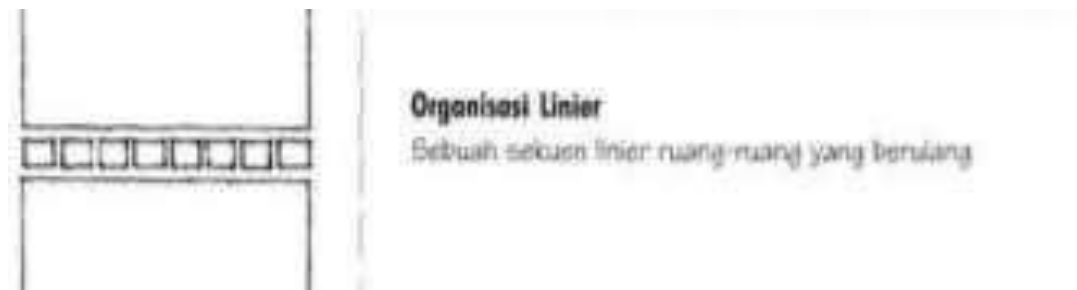 Organisasi Linier
Sebuah sekuen linier ruang-ruang yang berulang